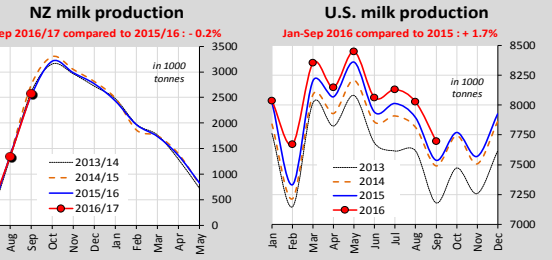 NZ milk production
ep 2016/17 compared to 2015/16 : - 0.2%
3500
3000
2500
2000
1500
1000
500
0
in 1000
tonnes
2013/14
2014/15
2015/16
2016/17
Aug
Sep
Oct
Nov
Dec
Jan
Feb
Mar
Apr
May
U.S. milk production
Jan-Sep 2016 compared to 2015 : + 1.7%
8500
8250
8000
7750
7500
7250
7000
in 1000
tonnes
2013
2014
2015
2016
Jan
Feb
Mar
Apr
May
Jun
Jul
Aug
Sep
Oct
Nov
Dec